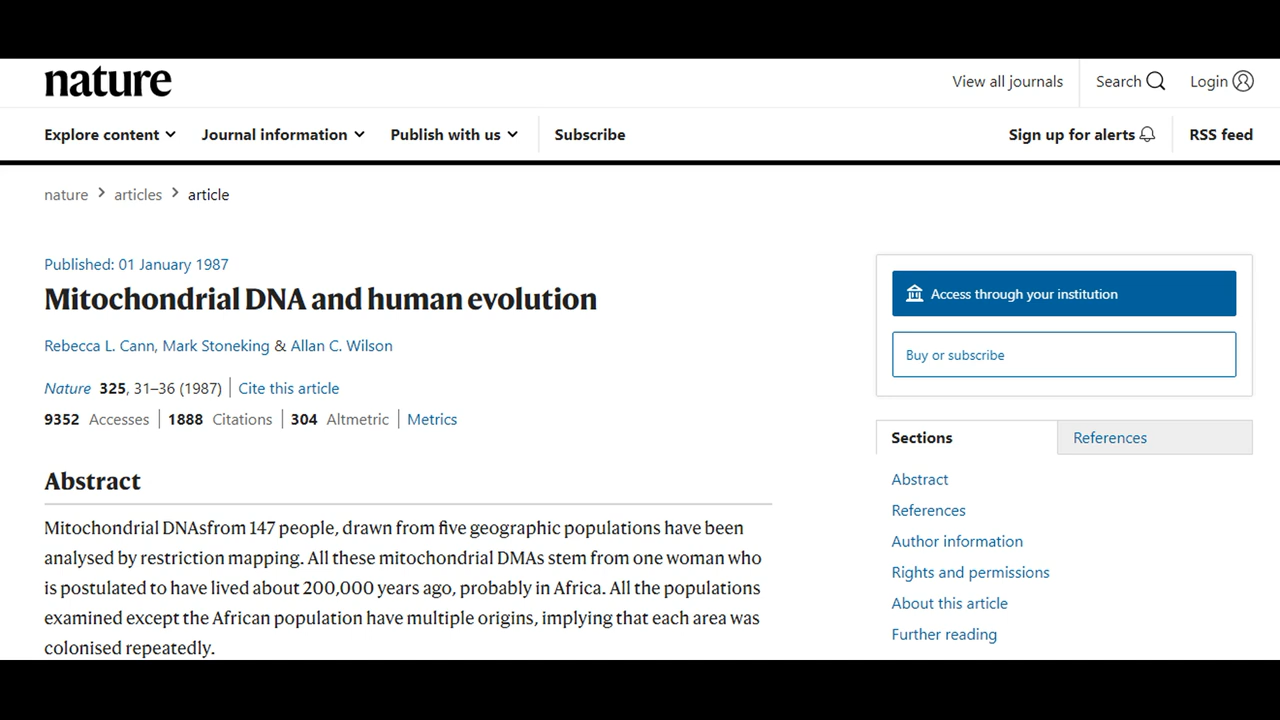 nature
View all journals
Search
Login
Explore content
Journal information
Publish with us
Subscribe
Sign up for alerts
RSS feed
nature > articles > article
Published: 01 January 1987
Mitochondrial DNA and human evolution
Rebecca L. Cann, Mark Stoneking & Allan C. Wilson
Nature 325, 31–36 (1987) | Cite this article
9352 Accesses | 1888 Citations | 304 Altmetric | Metrics
Abstract
Mitochondrial DNAsfrom 147 people, drawn from five geographic populations have been
analysed by restriction mapping. All these mitochondrial DMAs stem from one woman who
is postulated to have lived about 200,000 years ago, probably in Africa. All the populations
examined except the African population have multiple origins, implying that each area was
colonised repeatedly.
Access through your institution
Buy or subscribe
Sections
References
Abstract
References
Author information
Rights and permissions
About this article
Further reading